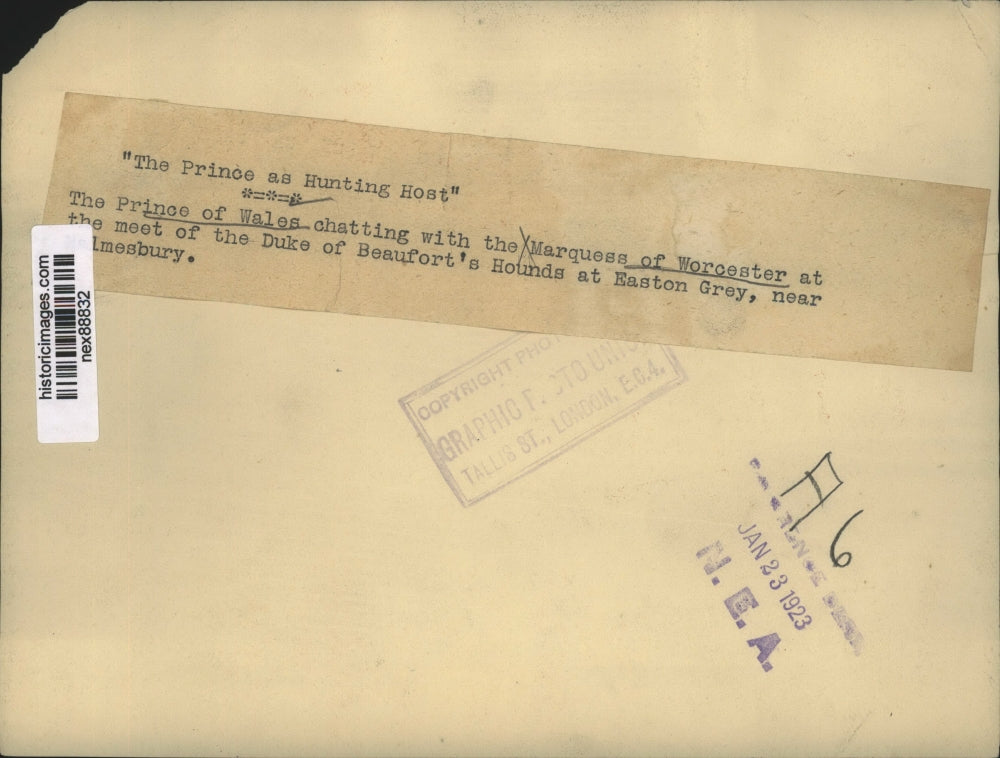 "The Prince as Hunting Host"
*=*=*
The Prince of Wales chatting with the Marquess of Worcester at
the meet of the Duke of Beaufort's Hounds at Easton Grey, near
lmesbury.
historicimages.com
nex88832
COPYRIGHT PHO
GRAPHIC
TALLIS ST., LONDON, E.C.4.
A 6
JAN 23 1923
N. E. A.